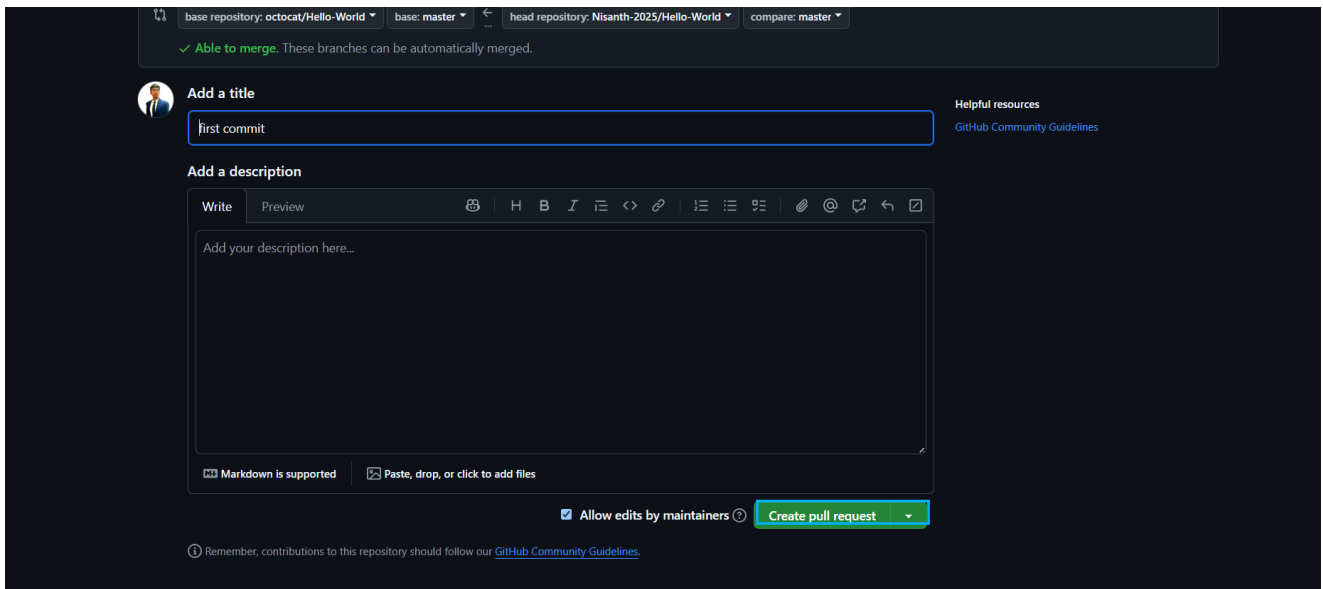 base repository: octocat/Hello-World base: master ... head repository: Nisanth-2025/Hello-World compare: master
Able to merge. These branches can be automatically merged.
Add a title
first commit
Helpful resources
GitHub Community Guidelines
Add a description
Write Preview
Add your description here...
Markdown is supported Paste, drop, or click to add files
Allow edits by maintainers Create pull request
Remember, contributions to this repository should follow our GitHub Community Guidelines.